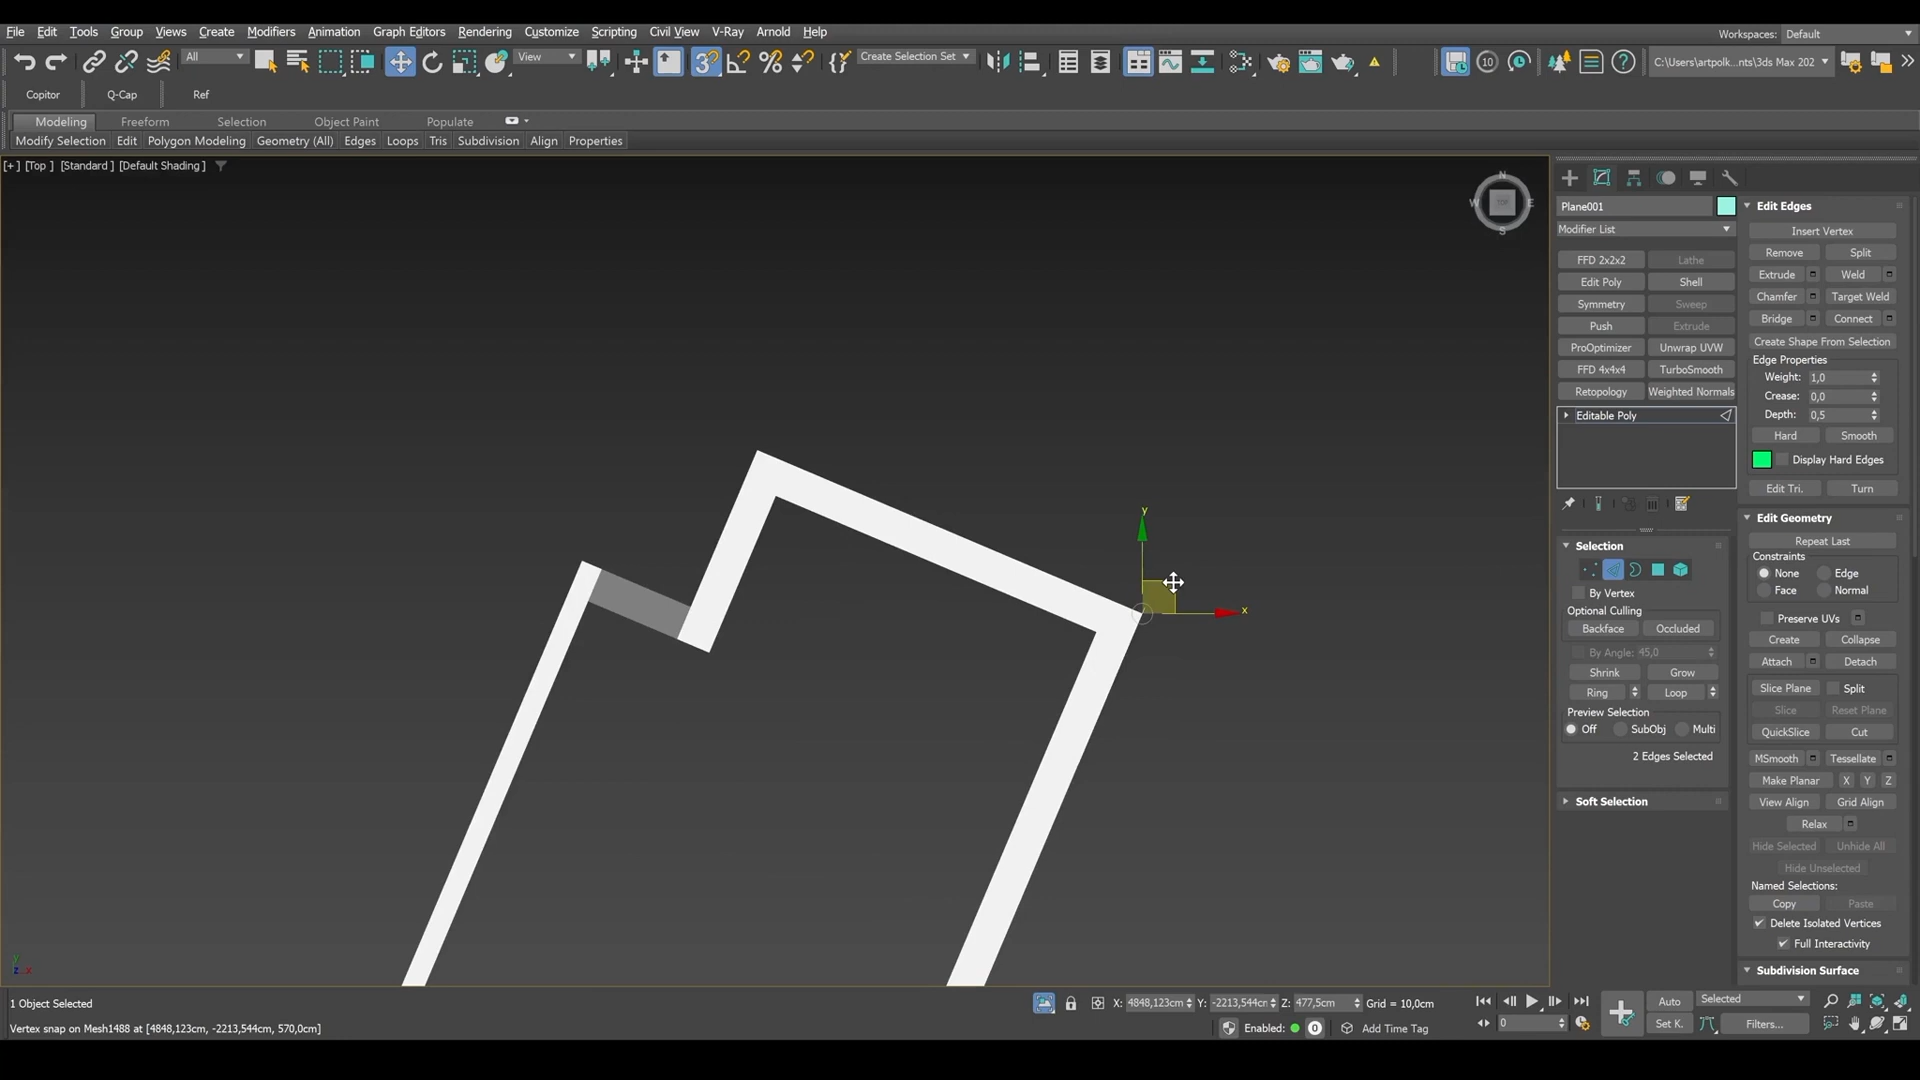 File Edit Tools Group Views Create Modifiers Animation Graph Editors Rendering Customize Scripting Civil View V-Ray Arnold Help
Workspaces: Default
All View Create Selection Set 10 C:\Users\artpolk...nts\3ds Max 202
Copitor Q-Cap Ref
Modeling Freeform Selection Object Paint Populate
Modify Selection Edit Polygon Modeling Geometry (All) Edges Loops Tris Subdivision Align Properties
[+] [Top ] [Standard ] [Default Shading ]
N
W TOP E
S
y
x
Plane001
Modifier List
FFD 2x2x2 Lathe
Edit Poly Shell
Symmetry Sweep
Push Extrude
ProOptimizer Unwrap UVW
FFD 4x4x4 TurboSmooth
Retopology Weighted Normals
Editable Poly
Selection
By Vertex
Optional Culling
Backface Occluded
By Angle: 45,0
Shrink Grow
Ring Loop
Preview Selection
Off SubObj Multi
2 Edges Selected
Soft Selection
Edit Edges
Insert Vertex
Remove Split
Extrude Weld
Chamfer Target Weld
Bridge Connect
Create Shape From Selection
Edge Properties
Weight: 1,0
Crease: 0,0
Depth: 0,5
Hard Smooth
Display Hard Edges
Edit Tri. Turn
Edit Geometry
Repeat Last
Constraints
None Edge
Face Normal
Preserve UVs
Create Collapse
Attach Detach
Slice Plane Split
Slice Reset Plane
QuickSlice Cut
MSmooth Tessellate
Make Planar X Y Z
View Align Grid Align
Relax
Hide Selected Unhide All
Hide Unselected
Named Selections:
Copy Paste
Delete Isolated Vertices
Full Interactivity
Subdivision Surface
y
z x
1 Object Selected
X: 4848,123cm Y: -2213,544cm Z: 477,5cm Grid = 10,0cm
Auto Selected
Vertex snap on Mesh1488 at [4848,123cm, -2213,544cm, 570,0cm]
Enabled: 0 Add Time Tag
0 Set K. Filters...